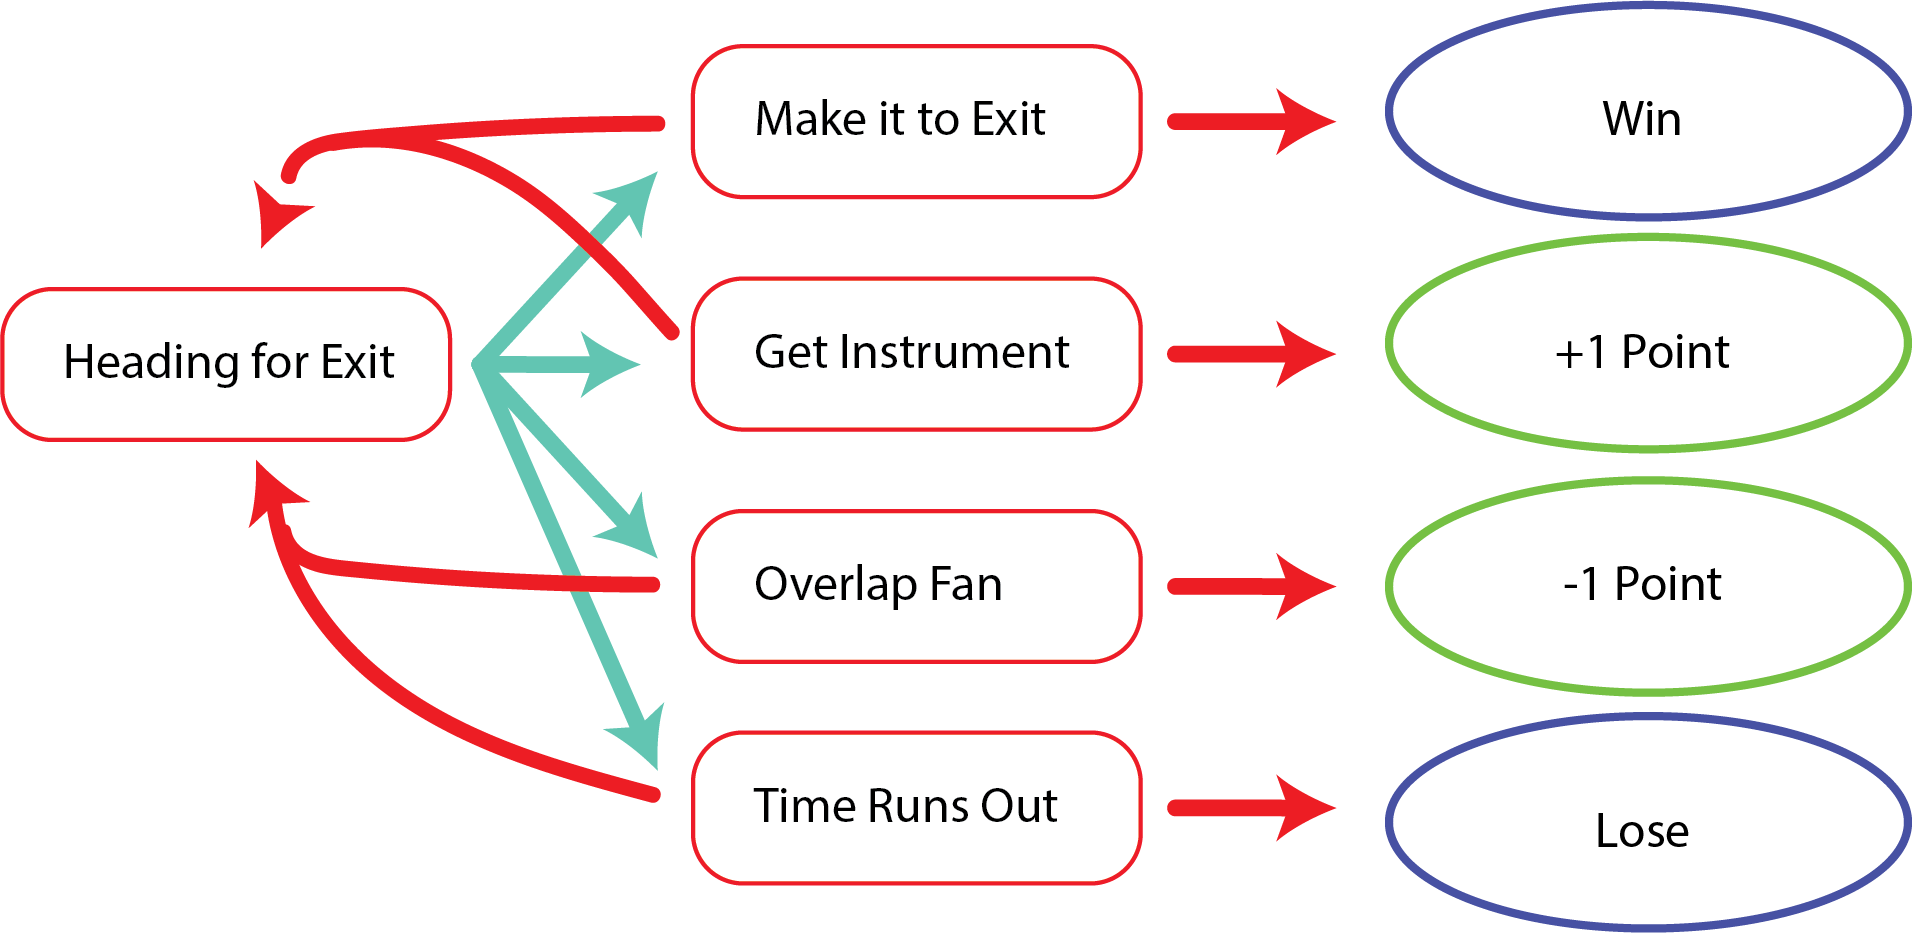 Make it to Exit
Win
Heading for Exit
Get Instrument
+1 Point
Overlap Fan
-1 Point
Time Runs Out
Lose